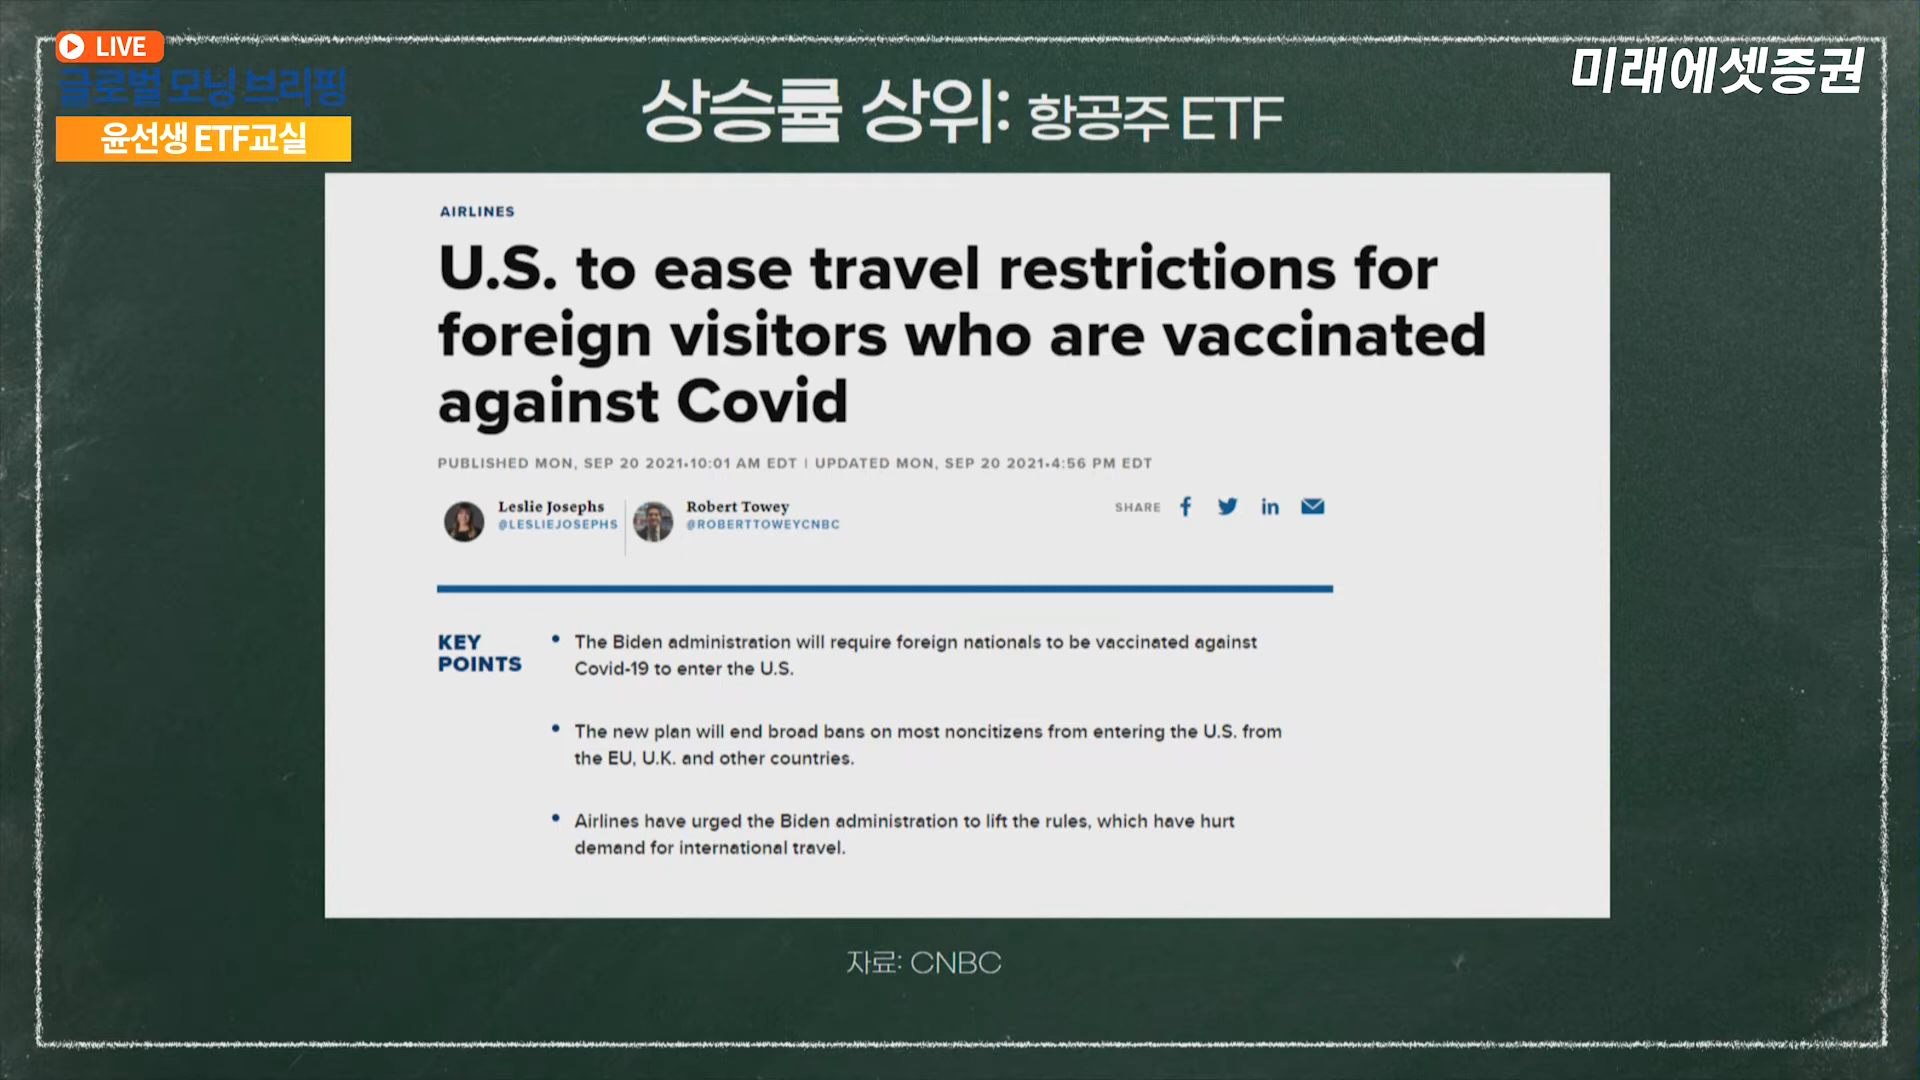 LIVE
글로벌 모닝 브리핑
윤선생 ETF교실
미래에셋증권
상승률 상위: 항공주 ETF
AIRLINES
U.S. to ease travel restrictions for
foreign visitors who are vaccinated
against Covid
PUBLISHED MON, SEP 20 2021•10:01 AM EDT | UPDATED MON, SEP 20 2021•4:56 PM EDT
Leslie Josephs
@LESLIEJOSEPHS
Robert Towey
@ROBERTTOWEYCNBC
SHARE
KEY
POINTS
• The Biden administration will require foreign nationals to be vaccinated against
Covid-19 to enter the U.S.
• The new plan will end broad bans on most noncitizens from entering the U.S. from
the EU, U.K. and other countries.
• Airlines have urged the Biden administration to lift the rules, which have hurt
demand for international travel.
자료: CNBC